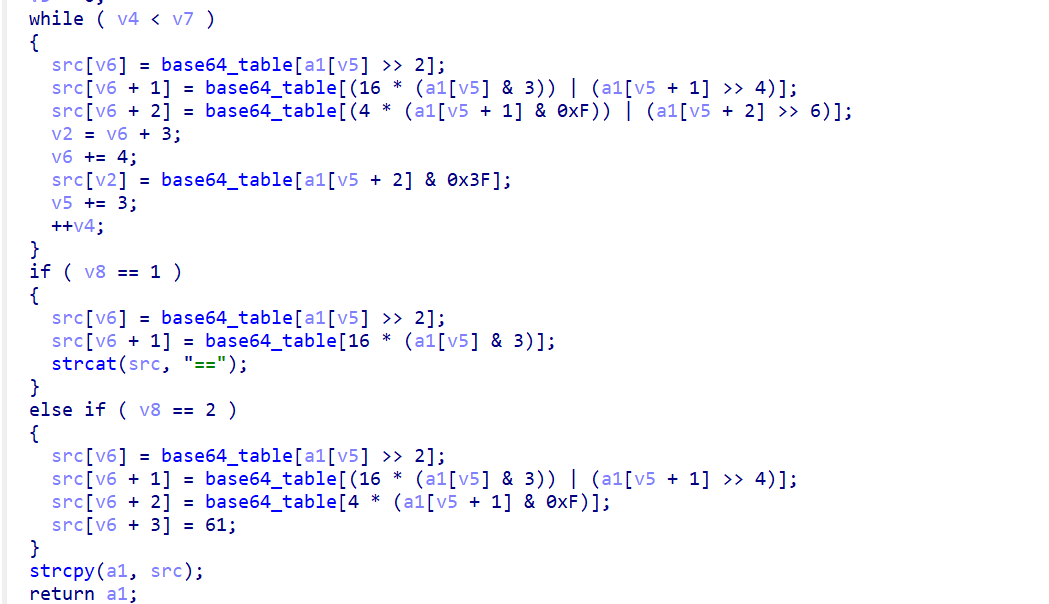 while ( v4 < v7 )
{
src[v6] = base64_table[a1[v5] >> 2];
src[v6 + 1] = base64_table[(16 * (a1[v5] & 3)) | (a1[v5 + 1] >> 4)];
src[v6 + 2] = base64_table[(4 * (a1[v5 + 1] & 0xF)) | (a1[v5 + 2] >> 6)];
v2 = v6 + 3;
v6 += 4;
src[v2] = base64_table[a1[v5 + 2] & 0x3F];
v5 += 3;
++v4;
}
if ( v8 == 1 )
{
src[v6] = base64_table[a1[v5] >> 2];
src[v6 + 1] = base64_table[16 * (a1[v5] & 3)];
strcat(src, "==");
}
else if ( v8 == 2 )
{
src[v6] = base64_table[a1[v5] >> 2];
src[v6 + 1] = base64_table[(16 * (a1[v5] & 3)) | (a1[v5 + 1] >> 4)];
src[v6 + 2] = base64_table[4 * (a1[v5 + 1] & 0xF)];
src[v6 + 3] = 61;
}
strcpy(a1, src);
return a1;